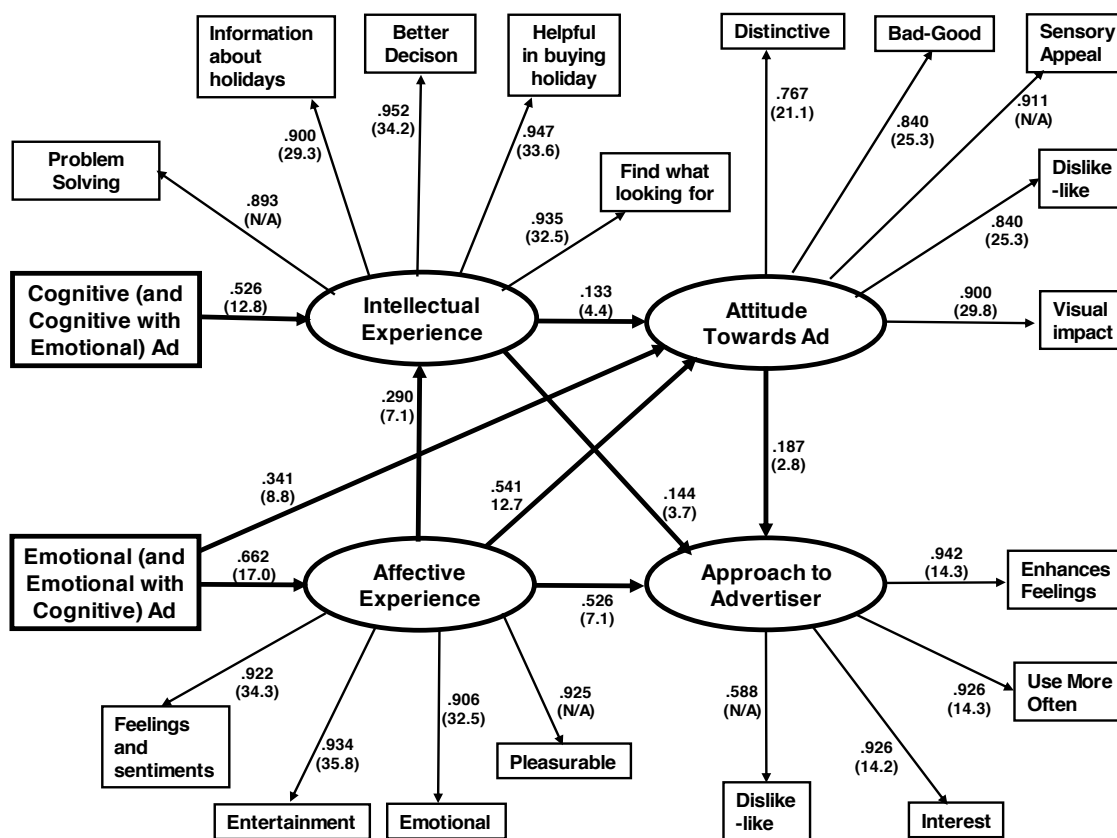 Information
about
holidays
Better
Decison
Helpful
in buying
holiday
Distinctive
Bad-Good
Sensory
Appeal
.900
(29.3)
.952
(34.2)
.947
(33.6)
.767
(21.1)
.840
(25.3)
.911
(N/A)
Problem
Solving
.893
(N/A)
Find what
looking for
.935
(32.5)
Dislike
-like
.840
(25.3)
Cognitive (and
Cognitive with
Emotional) Ad
.526
(12.8)
Intellectual
Experience
.133
(4.4)
Attitude
Towards Ad
.900
(29.8)
Visual
impact
.290
(7.1)
.341
(8.8)
.541
12.7
.144
(3.7)
.187
(2.8)
Emotional (and
Emotional with
Cognitive) Ad
.662
(17.0)
Affective
Experience
.526
(7.1)
Approach to
Advertiser
.942
(14.3)
Enhances
Feelings
.922
(34.3)
.934
(35.8)
.906
(32.5)
.925
(N/A)
.588
(N/A)
.926
(14.2)
.926
(14.3)
Use More
Often
Feelings
and
sentiments
Entertainment
Emotional
Pleasurable
Dislike
-like
Interest